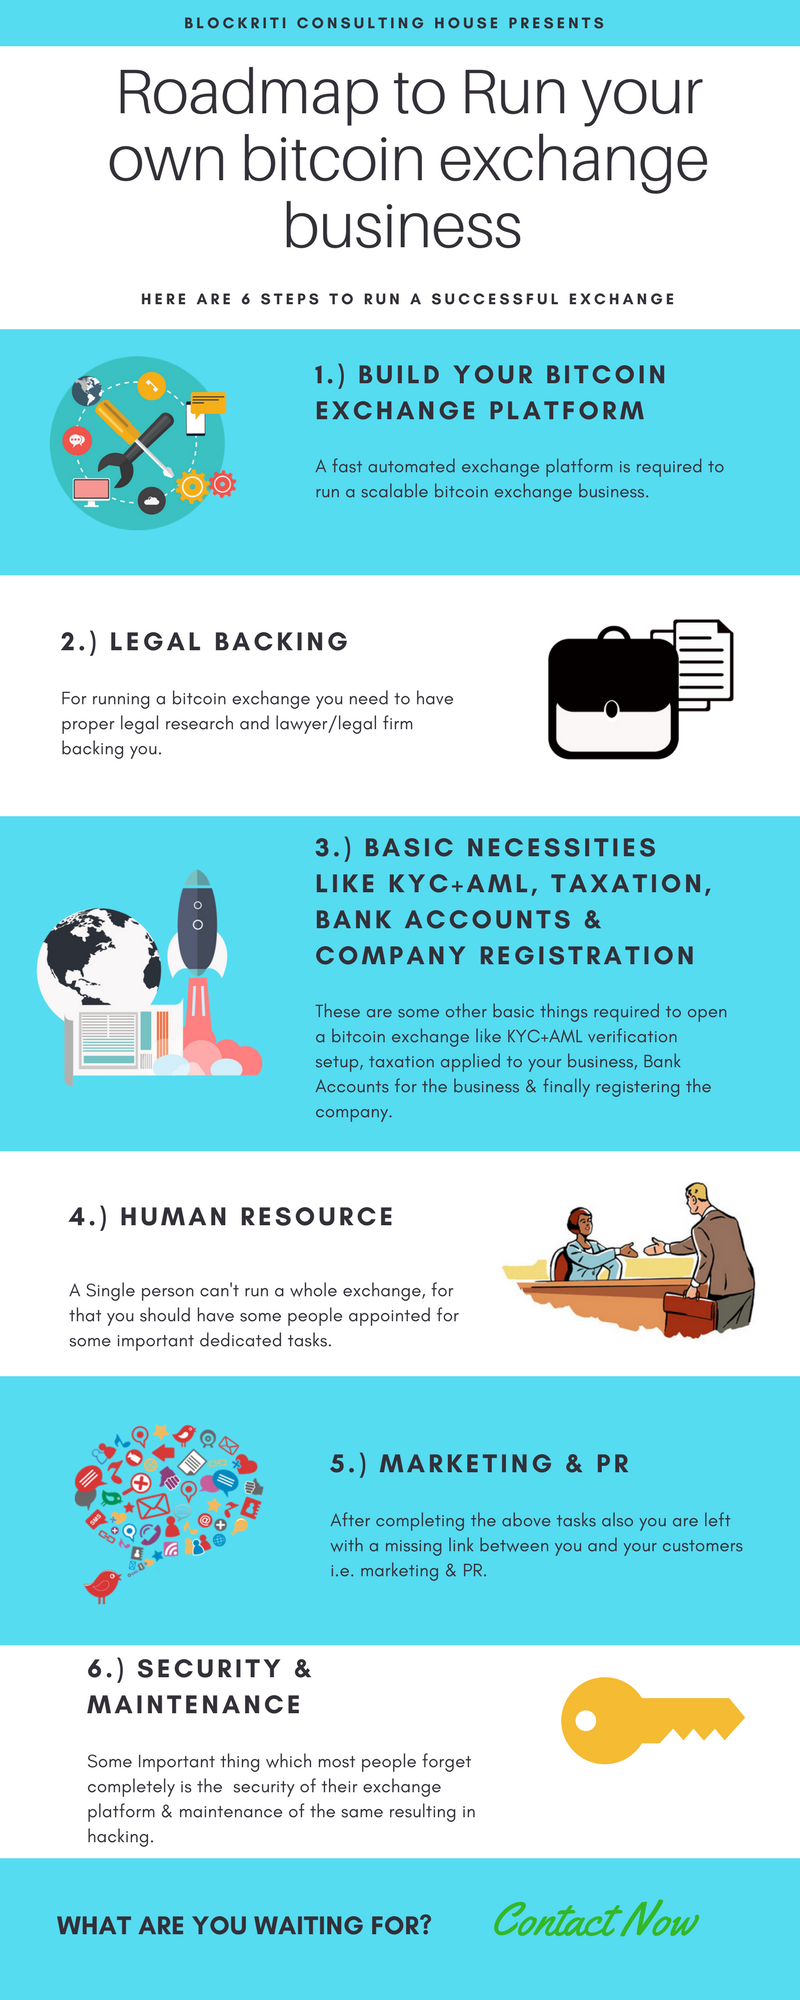 BLOCKRITI CONSULTING HOUSE PRESENTS
Roadmap to Run your
own bitcoin exchange
business
HERE ARE 6 STEPS TO RUN A SUCCESSFUL EXCHANGE
1.) BUILD YOUR BITCOIN
EXCHANGE PLATFORM
A fast automated exchange platform is required to
run a scalable bitcoin exchange business.
2.) LEGAL BACKING
For running a bitcoin exchange you need to have
proper legal research and lawyer/legal firm
backing you.
3.) BASIC NECESSITIES
LIKE KYC+AML, TAXATION,
BANK ACCOUNTS &
COMPANY REGISTRATION
These are some other basic things required to open
a bitcoin exchange like KYC+AML verification
setup, taxation applied to your business, Bank
Accounts for the business & finally registering the
company.
4.) HUMAN RESOURCE
A Single person can't run a whole exchange, for
that you should have some people appointed for
some important dedicated tasks.
SMS
5.) MARKETING & PR
After completing the above tasks also you are left
with a missing link between you and your customers
i.e. marketing & PR.
6.) SECURITY &
MAINTENANCE
Some Important thing which most people forget
completely is the  security of their exchange
platform & maintenance of the same resulting in
hacking.
WHAT ARE YOU WAITING FOR?
Contact Now